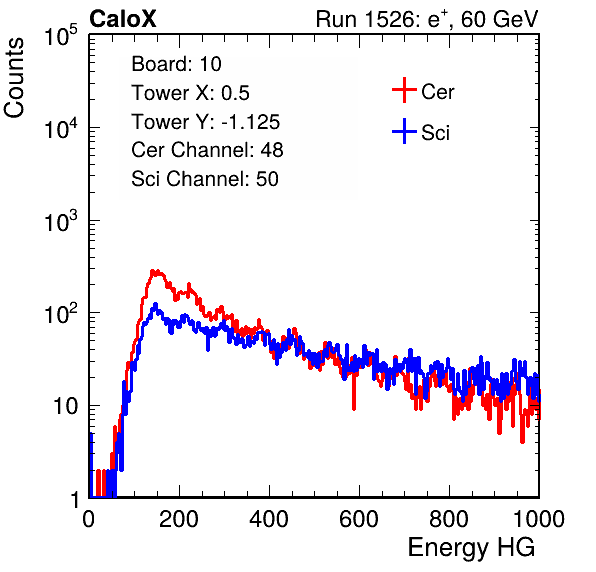 CaloX
Run 1526: e⁺, 60 GeV
Counts
10⁵
10⁴
10³
10²
10
1
Board: 10
Tower X: 0.5
Tower Y: -1.125
Cer Channel: 48
Sci Channel: 50
Cer
Sci
0 200 400 600 800 1000
Energy HG